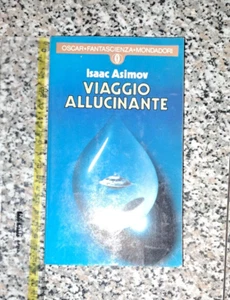 OSCAR•FANTASCIENZA•MONDADORI
Isaac Asimov
VIAGGIO
ALLUCINANTE